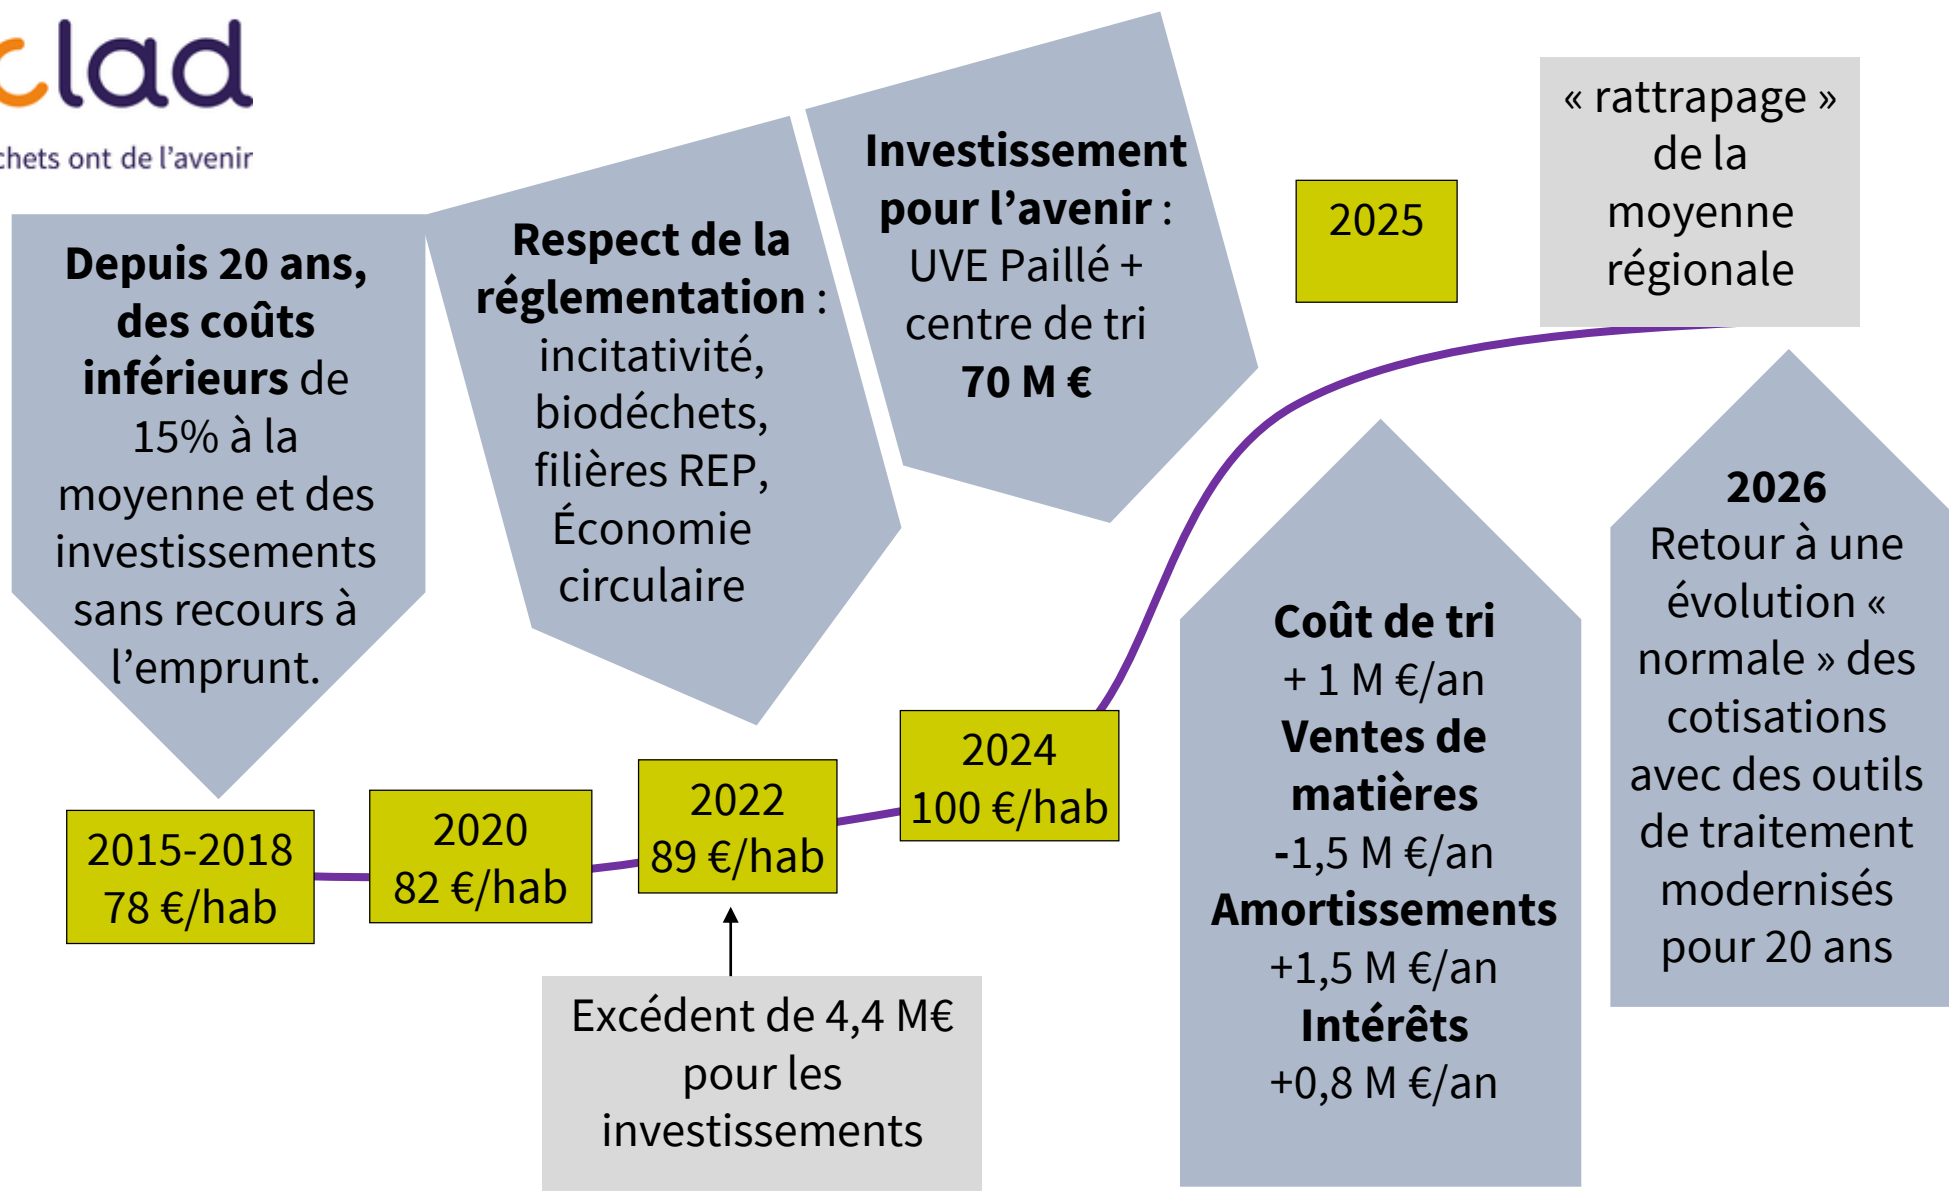 clad
chets ont de l'avenir
Depuis 20 ans,
des coûts
inférieurs de
15% à la
moyenne et des
investissements
sans recours à
l’emprunt.
Respect de la
réglementation :
incitativité,
biodéchets,
filières REP,
Économie
circulaire
Investissement
pour l’avenir :
UVE Paillé +
centre de tri
70 M €
2025
« rattrapage »
de la
moyenne
régionale
2015-2018
78 €/hab
2020
82 €/hab
2022
89 €/hab
2024
100 €/hab
Excédent de 4,4 M€
pour les
investissements
Coût de tri
+ 1 M €/an
Ventes de
matières
-1,5 M €/an
Amortissements
+1,5 M €/an
Intérêts
+0,8 M €/an
2026
Retour à une
évolution «
normale » des
cotisations
avec des outils
de traitement
modernisés
pour 20 ans